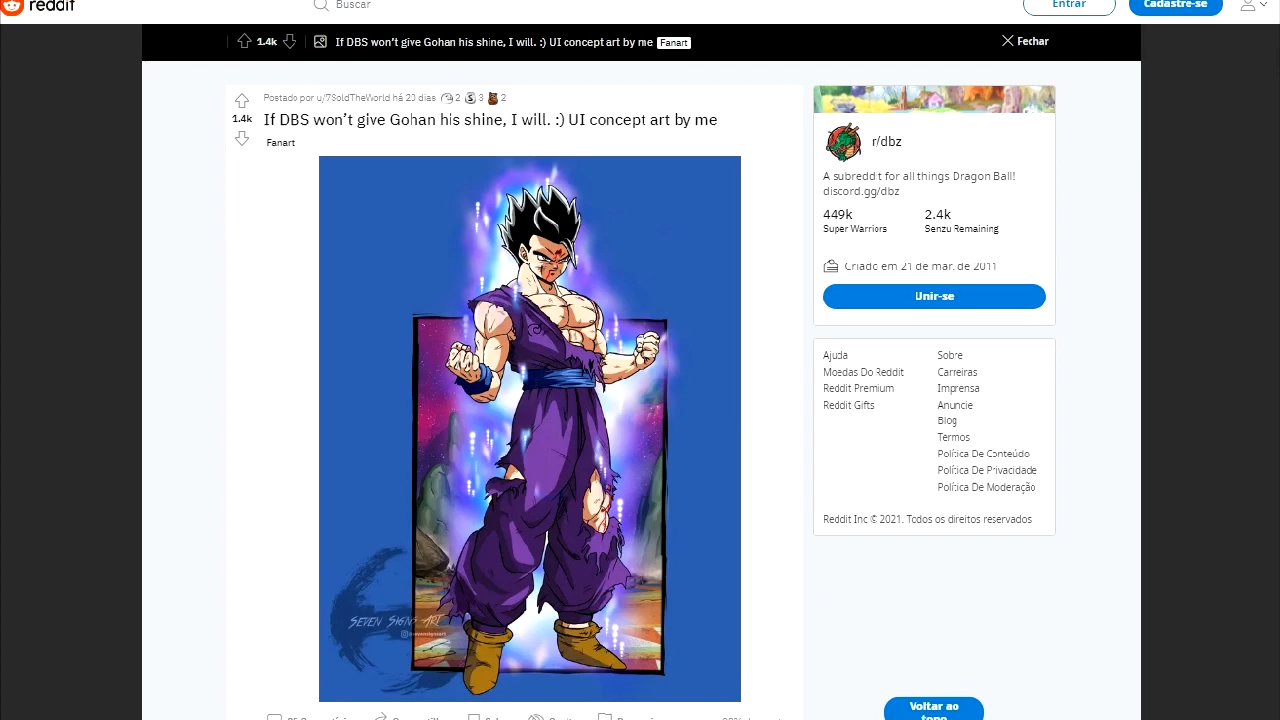 reddit
Buscar
Entrar
Cadastre-se
1.4k
If DBS won't give Gohan his shine, I will. :) UI concept art by me Fanart
Fechar
Postado por u/7SoldTheWorld há 20 dias 2 3 2
1.4k
If DBS won't give Gohan his shine, I will. :) UI concept art by me
Fanart
SEVEN SIGNS ART
r/dbz
A subreddit for all things Dragon Ball!
discord.gg/dbz
449k
Super Warriors
2.4k
Senzu Remaining
Criado em 21 de mar. de 2011
Unir-se
Ajuda
Moedas Do Reddit
Reddit Premium
Reddit Gifts
Sobre
Carreiras
Imprensa
Anuncie
Blog
Termos
Política De Conteúdo
Política De Privacidade
Política De Moderação
Reddit Inc © 2021. Todos os direitos reservados
Voltar ao
topo